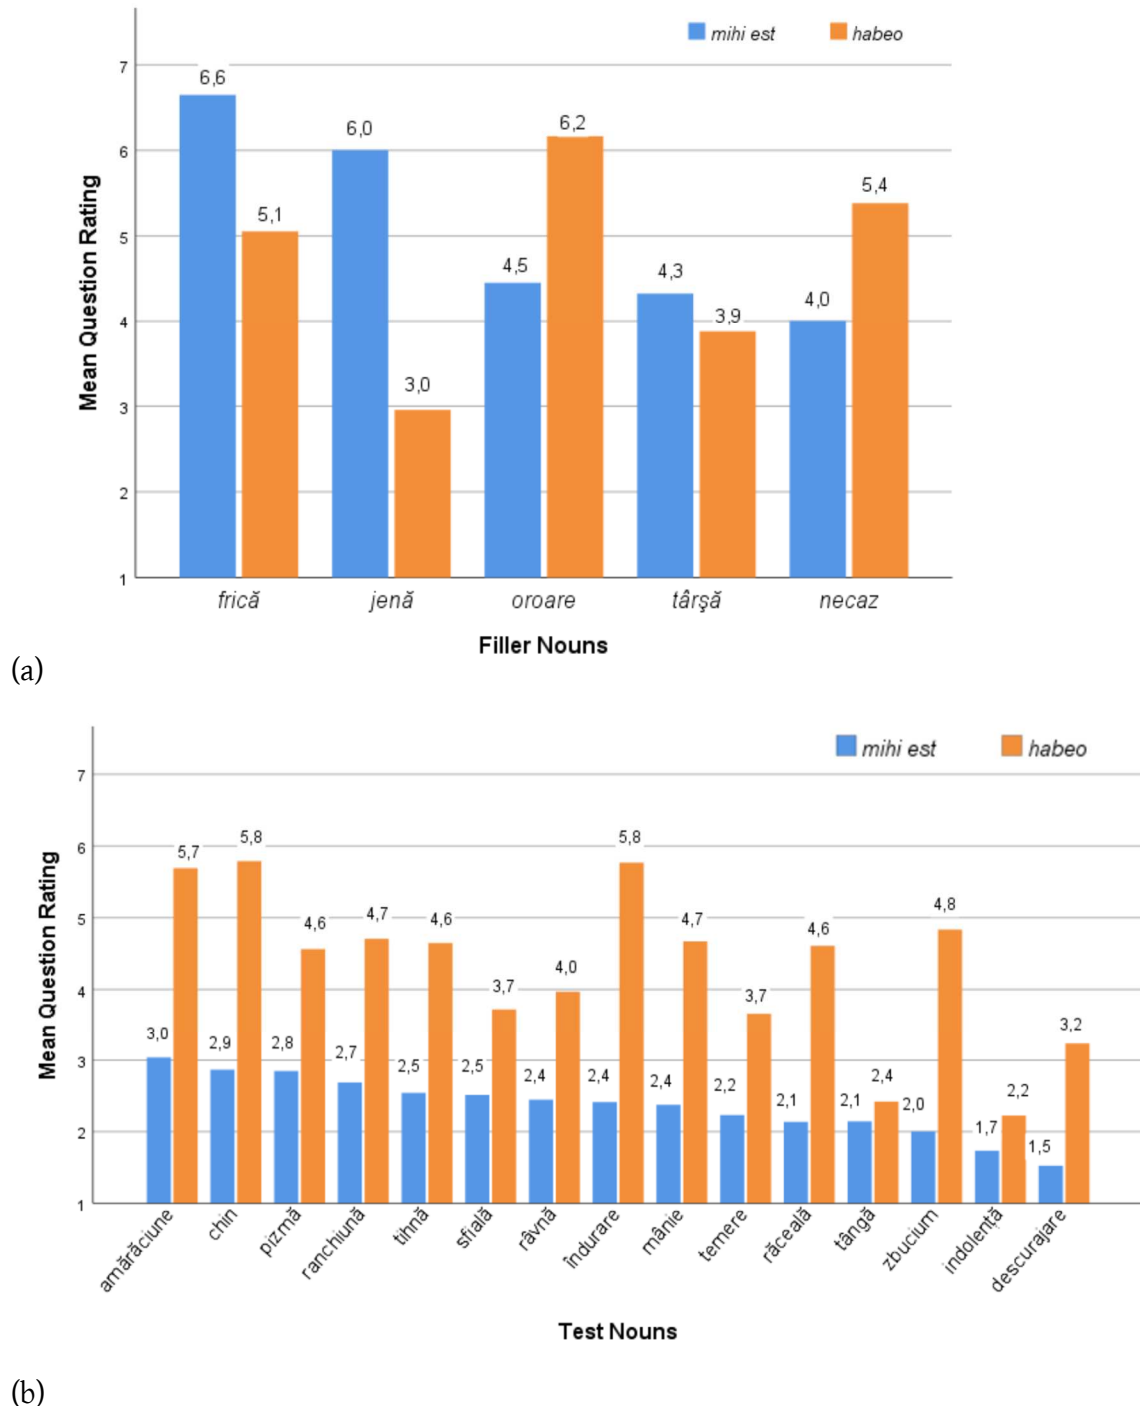 mihi est habeo
Mean Question Rating
7
6
5
4
3
2
1
6,6
5,1
6,0
3,0
4,5
6,2
4,3
3,9
4,0
5,4
frică jenă oroare târşă necaz
Filler Nouns
(a)
mihi est habeo
Mean Question Rating
7
6
5
4
3
2
1
3,0
5,7
2,9
5,8
2,8
4,6
2,7
4,7
2,5
4,6
2,5
3,7
2,4
4,0
2,4
5,8
2,4
4,7
2,2
3,7
2,1
4,6
2,1
2,4
2,0
4,8
1,7
2,2
1,5
3,2
amărăciune
chin
pizmă
ranchiună
tihnă
sfială
râvnă
îndurare
mânie
temere
răceală
tângă
zbucium
indolență
descurajare
Test Nouns
(b)